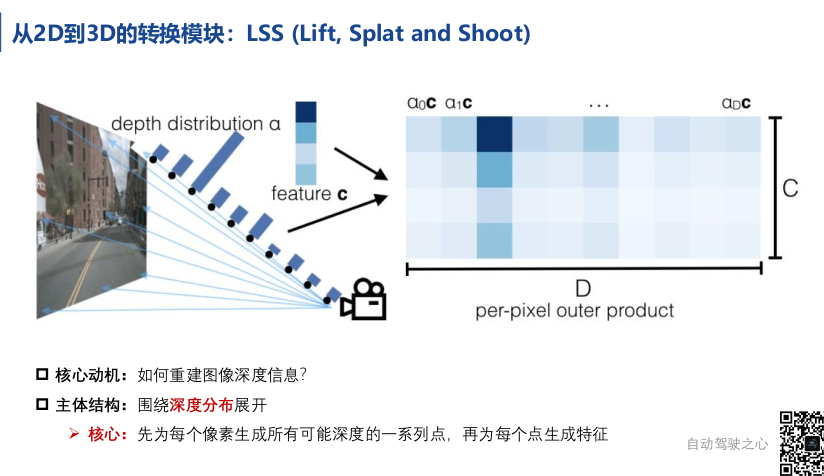 从2D到3D的转换模块：LSS (Lift, Splat and Shoot)
depth distribution α
feature c
α₀c α₁c ... α_Dc
C
D
per-pixel outer product
核心动机：如何重建图像深度信息？
主体结构：围绕深度分布展开
核心：先为每个像素生成所有可能深度的一系列点，再为每个点生成特征
自动驾驶之心